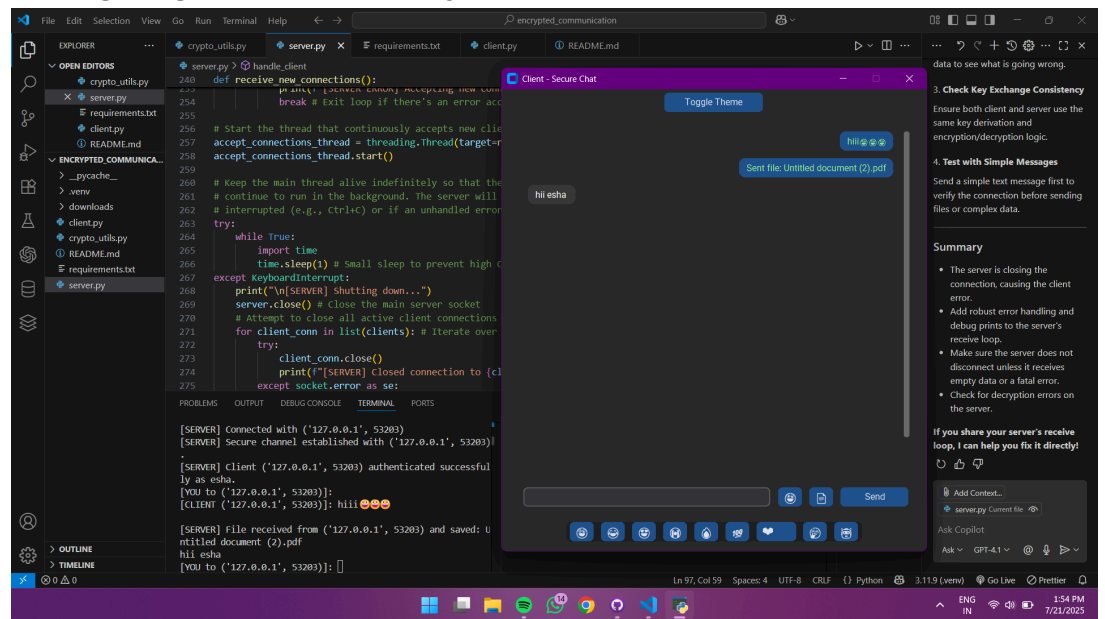 File Edit Selection View Go Run Terminal Help
encrypted_communication
EXPLORER
OPEN EDITORS
crypto_utils.py
server.py
requirements.txt
client.py
README.md
ENCRYPTED_COMMUNICA...
__pycache__
.venv
downloads
client.py
crypto_utils.py
README.md
requirements.txt
server.py
OUTLINE
TIMELINE
crypto_utils.py server.py requirements.txt client.py README.md
server.py > handle_client
240 def receive_new_connections():
253 print(f"[SERVER ERROR] Accepting new con
254 break # Exit loop if there's an error acc
255
256 # Start the thread that continuously accepts new clie
257 accept_connections_thread = threading.Thread(target=r
258 accept_connections_thread.start()
259
260 # Keep the main thread alive indefinitely so that the
261 # continue to run in the background. The server will
262 # interrupted (e.g., Ctrl+C) or if an unhandled error
263 try:
264 while True:
265 import time
266 time.sleep(1) # Small sleep to prevent high C
267 except KeyboardInterrupt:
268 print("\n[SERVER] Shutting down...")
269 server.close() # Close the main server socket
270 # Attempt to close all active client connections
271 for client_conn in list(clients): # Iterate over
272 try:
273 client_conn.close()
274 print(f"[SERVER] Closed connection to {cl
275 except socket.error as se:
PROBLEMS OUTPUT DEBUG CONSOLE TERMINAL PORTS
[SERVER] Connected with ('127.0.0.1', 53203)
[SERVER] Secure channel established with ('127.0.0.1', 53203)
.
[SERVER] Client ('127.0.0.1', 53203) authenticated successful
ly as esha.
[YOU to ('127.0.0.1', 53203)]:
[CLIENT ('127.0.0.1', 53203)]: hiii😀😀😀
[SERVER] File received from ('127.0.0.1', 53203) and saved: U
ntitled document (2).pdf
hii esha
[YOU to ('127.0.0.1', 53203)]:
Client - Secure Chat
Toggle Theme
hiii😀😀😀
Sent file: Untitled document (2).pdf
hii esha
Send
data to see what is going wrong.
3. Check Key Exchange Consistency
Ensure both client and server use the
same key derivation and
encryption/decryption logic.
4. Test with Simple Messages
Send a simple text message first to
verify the connection before sending
files or complex data.
Summary
• The server is closing the
connection, causing the client
error.
• Add robust error handling and
debug prints to the server's
receive loop.
• Make sure the server does not
disconnect unless it receives
empty data or a fatal error.
• Check for decryption errors on
the server.
If you share your server's receive
loop, I can help you fix it directly!
Add Context...
server.py Current file
Ask Copilot
Ask GPT-4.1
0 0 Ln 97, Col 59 Spaces: 4 UTF-8 CRLF {} Python 3.11.9 (.venv) Go Live Prettier
14
ENG
IN
1:54 PM
7/21/2025